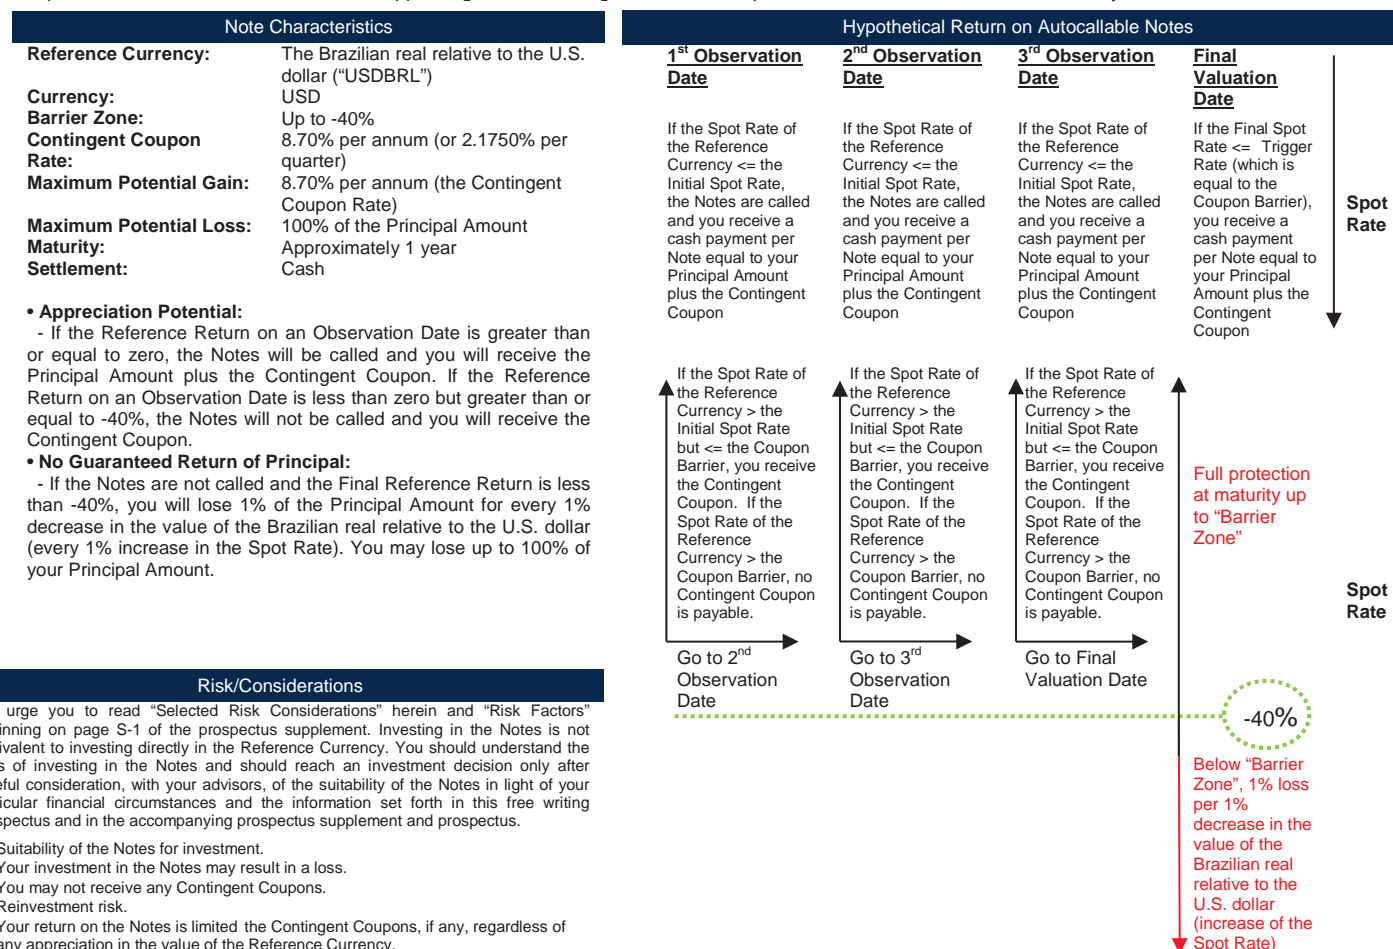 Note Characteristics
Reference Currency: The Brazilian real relative to the U.S.
dollar (“USDBRL”)
Currency: USD
Barrier Zone: Up to -40%
Contingent Coupon 8.70% per annum (or 2.1750% per
Rate: quarter)
Maximum Potential Gain: 8.70% per annum (the Contingent
Coupon Rate)
Maximum Potential Loss: 100% of the Principal Amount
Maturity: Approximately 1 year
Settlement: Cash
• Appreciation Potential:
- If the Reference Return on an Observation Date is greater than
or equal to zero, the Notes will be called and you will receive the
Principal Amount plus the Contingent Coupon. If the Reference
Return on an Observation Date is less than zero but greater than or
equal to -40%, the Notes will not be called and you will receive the
Contingent Coupon.
• No Guaranteed Return of Principal:
- If the Notes are not called and the Final Reference Return is less
than -40%, you will lose 1% of the Principal Amount for every 1%
decrease in the value of the Brazilian real relative to the U.S. dollar
(every 1% increase in the Spot Rate). You may lose up to 100% of
your Principal Amount.
Risk/Considerations
urge you to read “Selected Risk Considerations” herein and “Risk Factors”
on page S-1 of the prospectus supplement. Investing in the Notes is not
to investing directly in the Reference Currency. You should understand the
of investing in the Notes and should reach an investment decision only after
consideration, with your advisors, of the suitability of the Notes in light of your
financial circumstances and the information set forth in this free writing
and in the accompanying prospectus supplement and prospectus.
Suitability of the Notes for investment.
Your investment in the Notes may result in a loss.
You may not receive any Contingent Coupons.
Reinvestment risk.
Your return on the Notes is limited the Contingent Coupons, if any, regardless of
any appreciation in the value of the Reference Currency.
Hypothetical Return on Autocallable Notes
1st Observation
Date
If the Spot Rate of
the Reference
Currency <= the
Initial Spot Rate,
the Notes are called
and you receive a
cash payment per
Note equal to your
Principal Amount
plus the Contingent
Coupon
2nd Observation
Date
If the Spot Rate of
the Reference
Currency <= the
Initial Spot Rate,
the Notes are called
and you receive a
cash payment per
Note equal to your
Principal Amount
plus the Contingent
Coupon
3rd Observation
Date
If the Spot Rate of
the Reference
Currency <= the
Initial Spot Rate,
the Notes are called
and you receive a
cash payment per
Note equal to your
Principal Amount
plus the Contingent
Coupon
Final
Valuation
Date
If the Final Spot
Rate <= Trigger
Rate (which is
equal to the
Coupon Barrier),
you receive a
cash payment
per Note equal to
your Principal
Amount plus the
Contingent
Coupon
Spot
Rate
If the Spot Rate of
the Reference
Currency > the
Initial Spot Rate
but <= the Coupon
Barrier, you receive
the Contingent
Coupon. If the
Spot Rate of the
Reference
Currency > the
Coupon Barrier, no
Contingent Coupon
is payable.
Go to 2nd
Observation
Date
If the Spot Rate of
the Reference
Currency > the
Initial Spot Rate
but <= the Coupon
Barrier, you receive
the Contingent
Coupon. If the
Spot Rate of the
Reference
Currency > the
Coupon Barrier, no
Contingent Coupon
is payable.
Go to 3rd
Observation
Date
If the Spot Rate of
the Reference
Currency > the
Initial Spot Rate
but <= the Coupon
Barrier, you receive
the Contingent
Coupon. If the
Spot Rate of the
Reference
Currency > the
Coupon Barrier, no
Contingent Coupon
is payable.
Go to Final
Valuation Date
Full protection
at maturity up
to “Barrier
Zone”
Spot
Rate
-40%
Below “Barrier
Zone”, 1% loss
per 1%
decrease in the
value of the
Brazilian real
relative to the
U.S. dollar
(increase of the
Spot Rate)